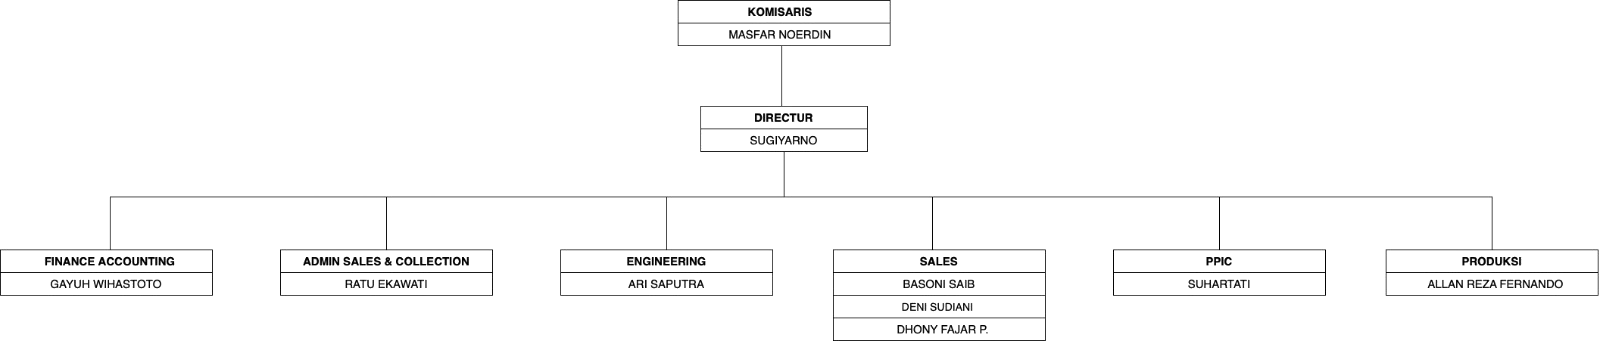 KOMISARIS
MASFAR NOERDIN
DIRECTUR
SUGIYARNO
FINANCE ACCOUNTING
GAYUH WIHASTOTO
ADMIN SALES & COLLECTION
RATU EKAWATI
ENGINEERING
ARI SAPUTRA
SALES
BASONI SAIB
DENI SUDIANI
DHONY FAJAR P.
PPIC
SUHARTATI
PRODUKSI
ALLAN REZA FERNANDO